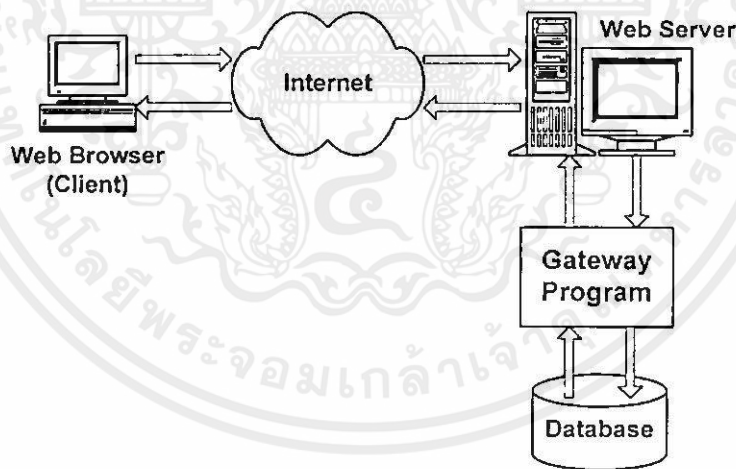 Web Server
Internet
Web Browser
(Client)
Gateway
Program
Database